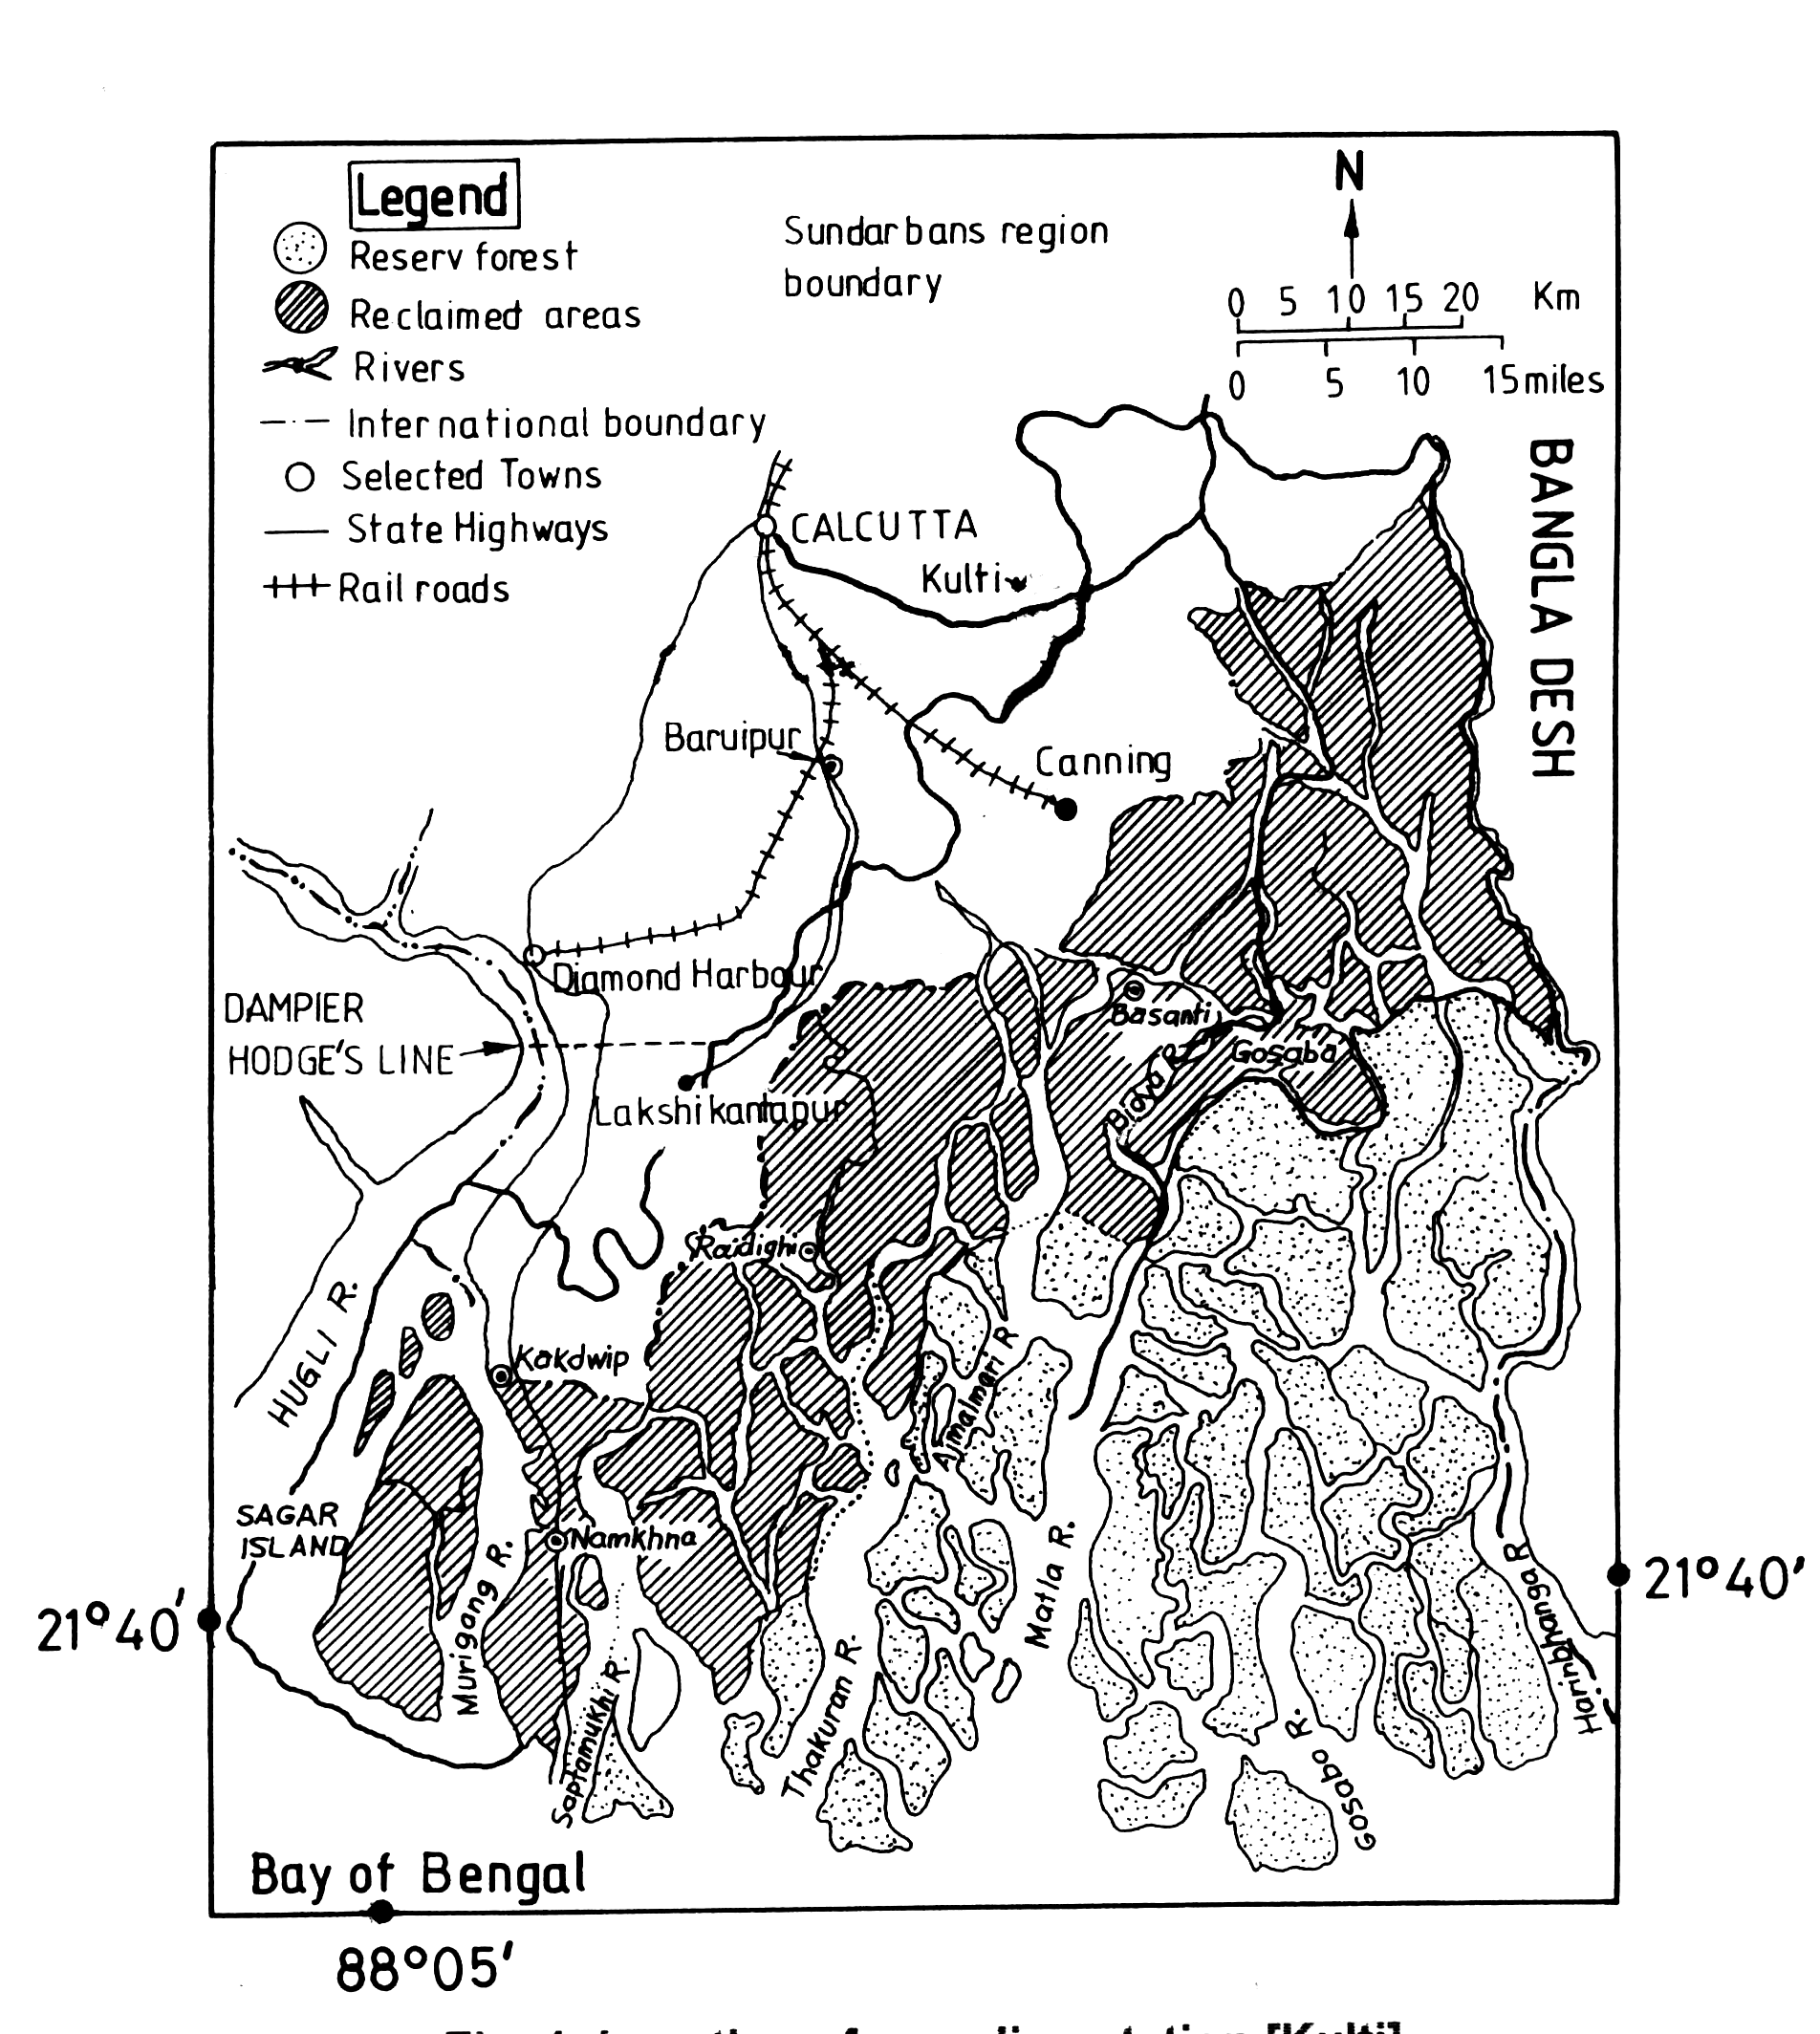 Legend
Reserv forest
Reclaimed areas
Rivers
International boundary
Selected Towns
State Highways
Rail roads
Sundarbans region
boundary
N
0 5 10 15 20 Km
0 5 10 15 miles
BANGLA DESH
CALCUTTA
Kulti
Baruipur
Canning
Diamond Harbour
DAMPIER
HODGE'S LINE
Lakshikantapur
Basanti
Gosaba
Bidya R.
Raidighi
HUGLI R.
Kakdwip
Ajmalmari R
SAGAR
ISLAND
Namkhna
Murigang R.
Matla R.
Harinbhanga R
21°40'
21°40'
Saptamukhi R.
Thakuran R.
Gosabo R.
Bay of Bengal
88°05'